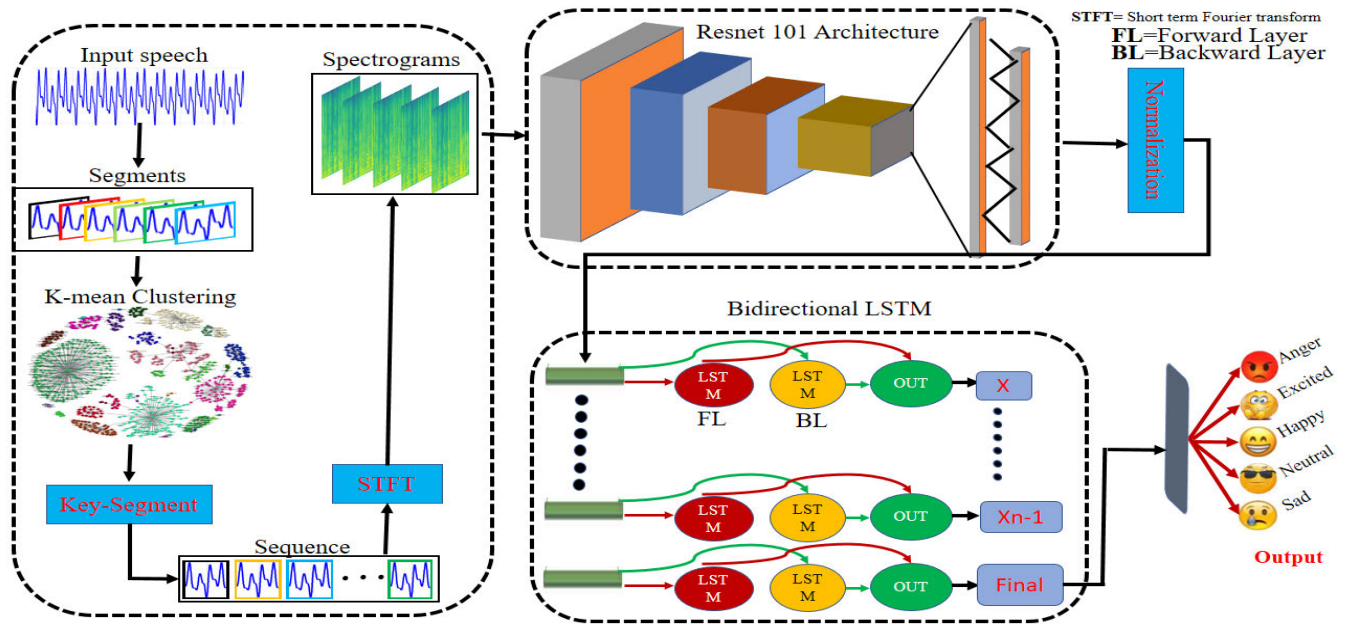 Input speech
Segments
K-mean Clustering
Key-Segment
Sequence
STFT
Spectrograms
Resnet 101 Architecture
STFT= Short term Fourier transform
FL=Forward Layer
BL=Backward Layer
Normalization
Bidirectional LSTM
LST
M
LST
M
OUT
X
FL
BL
LST
M
LST
M
OUT
Xn-1
LST
M
LST
M
OUT
Final
Anger
Excited
Happy
Neutral
Sad
Output